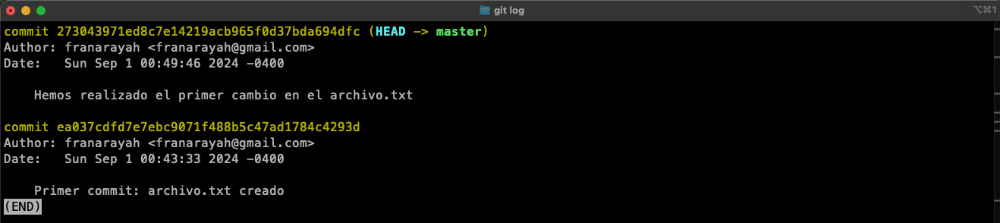 git log
⌥⌘1
commit 273043971ed8c7e14219acb965f0d37bda694dfc (HEAD -> master)
Author: franarayah <franarayah@gmail.com>
Date:   Sun Sep 1 00:49:46 2024 -0400
Hemos realizado el primer cambio en el archivo.txt
commit ea037cdfd7e7ebc9071f488b5c47ad1784c4293d
Author: franarayah <franarayah@gmail.com>
Date:   Sun Sep 1 00:43:33 2024 -0400
Primer commit: archivo.txt creado
(END)